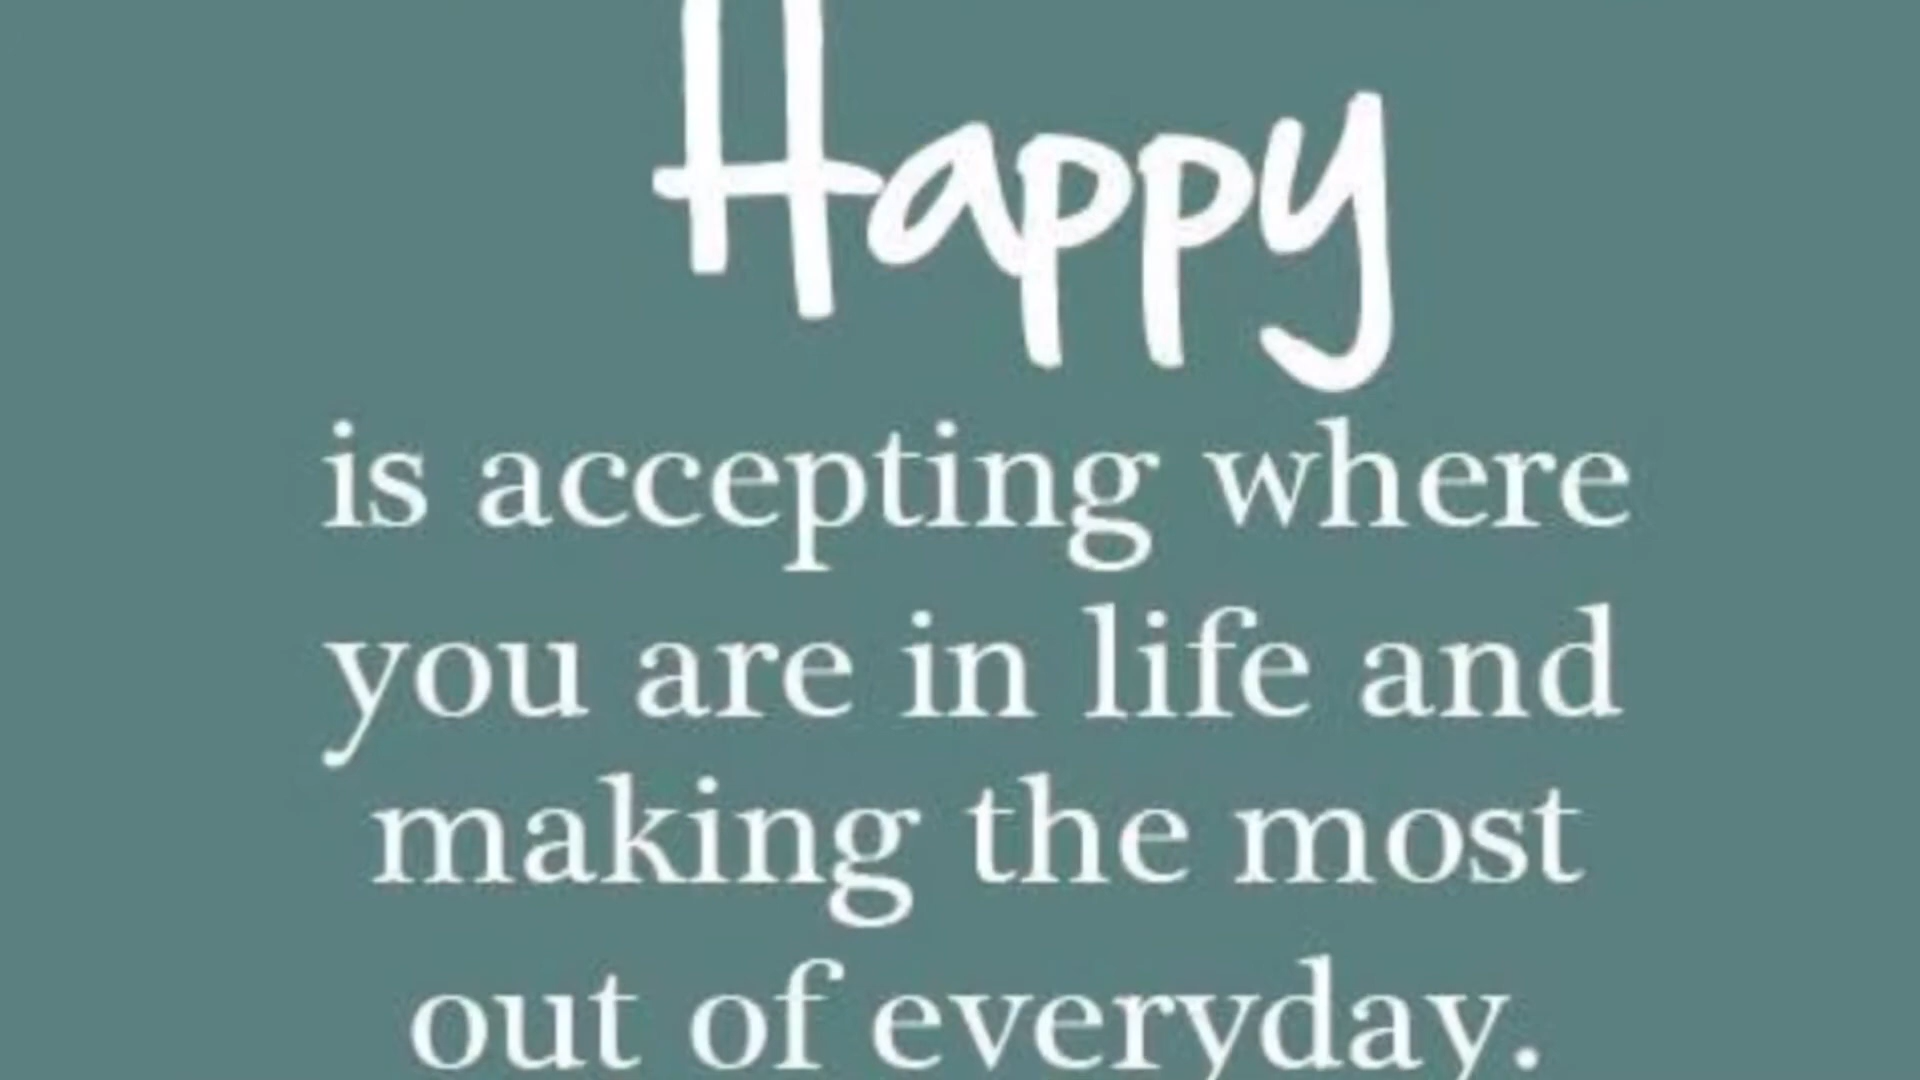 Happy
is accepting where
you are in life and
making the most
out of everyday.